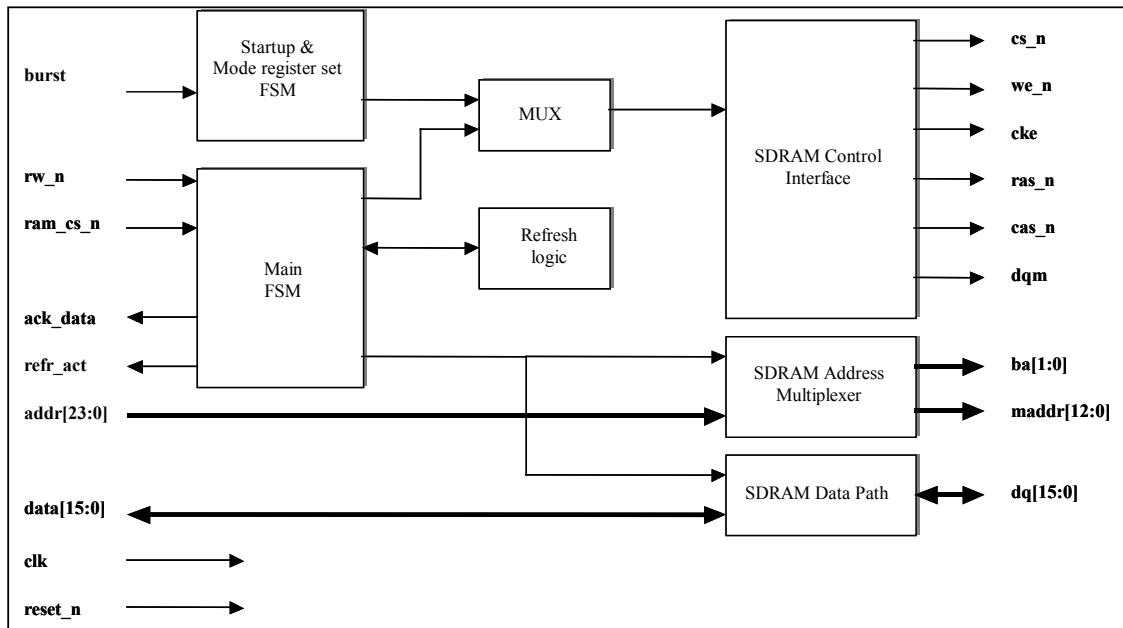 burst
rw_n
ram_cs_n
ack_data
refr_act
addr[23:0]
data[15:0]
clk
reset_n
Startup &
Mode register set
FSM
Main
FSM
MUX
Refresh
logic
SDRAM Control
Interface
SDRAM Address
Multiplexer
SDRAM Data Path
cs_n
we_n
cke
ras_n
cas_n
dqm
ba[1:0]
maddr[12:0]
dq[15:0]